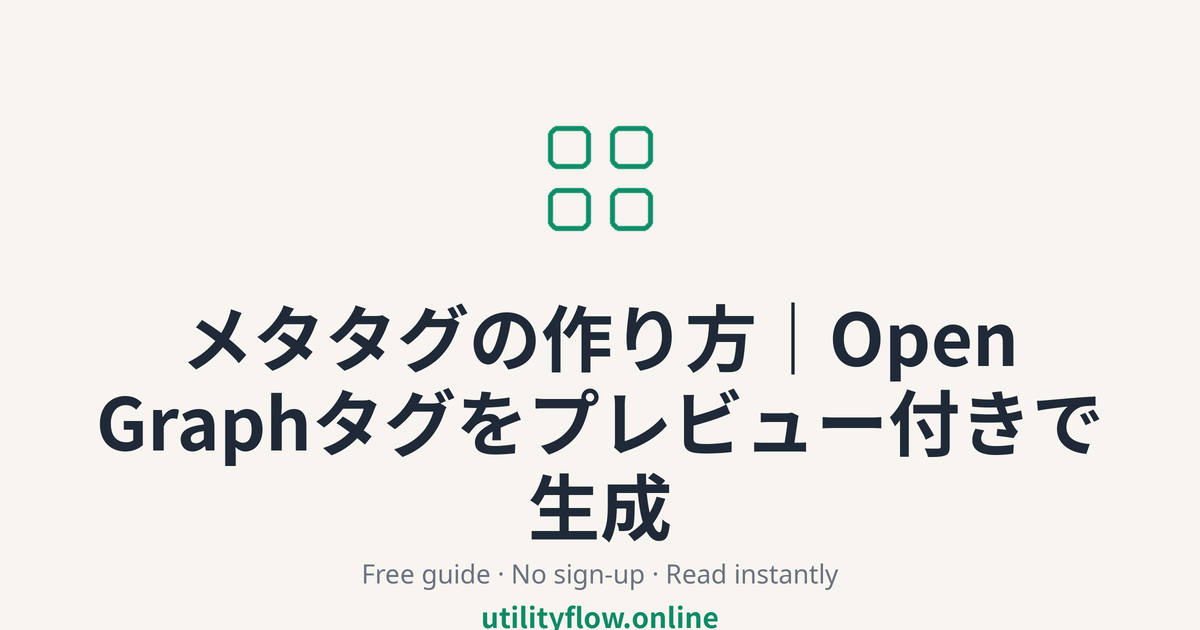 メタタグの作り方｜Open
Graphタグをプレビュー付きで
生成
Free guide · No sign-up · Read instantly
utilityflow.online